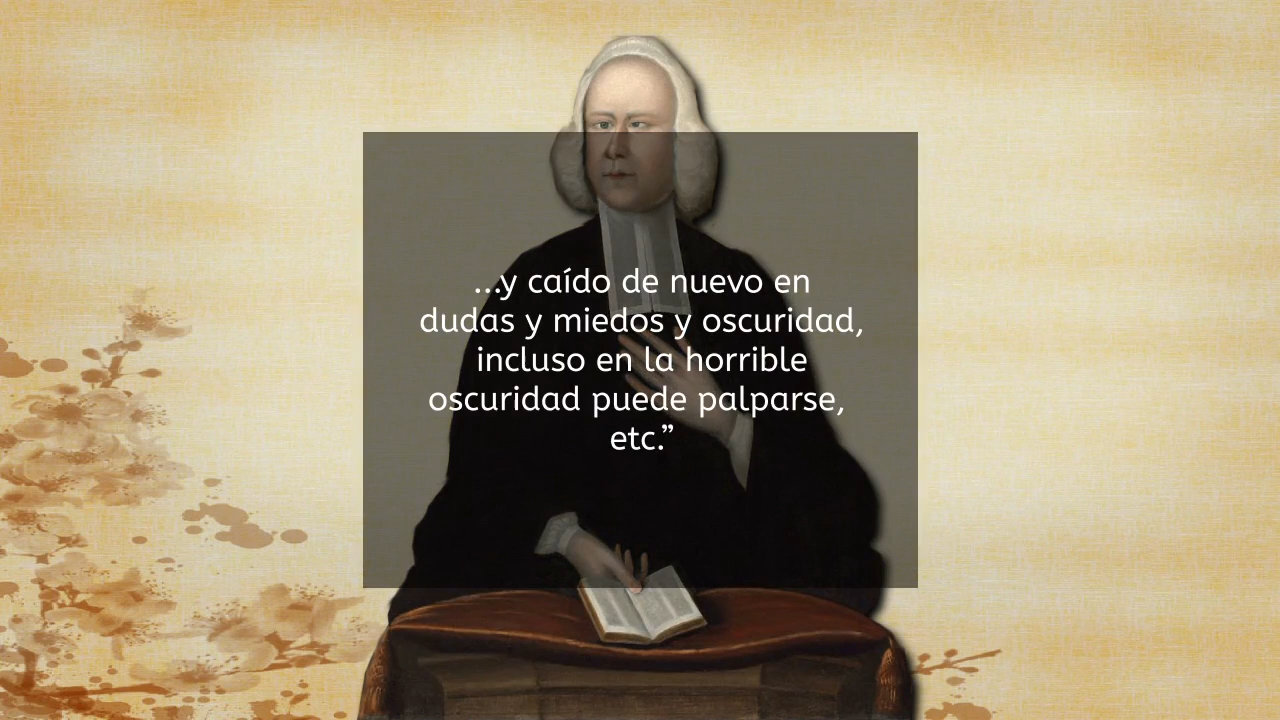 ...y caído de nuevo en
dudas y miedos y oscuridad,
incluso en la horrible
oscuridad puede palparse,
etc.”